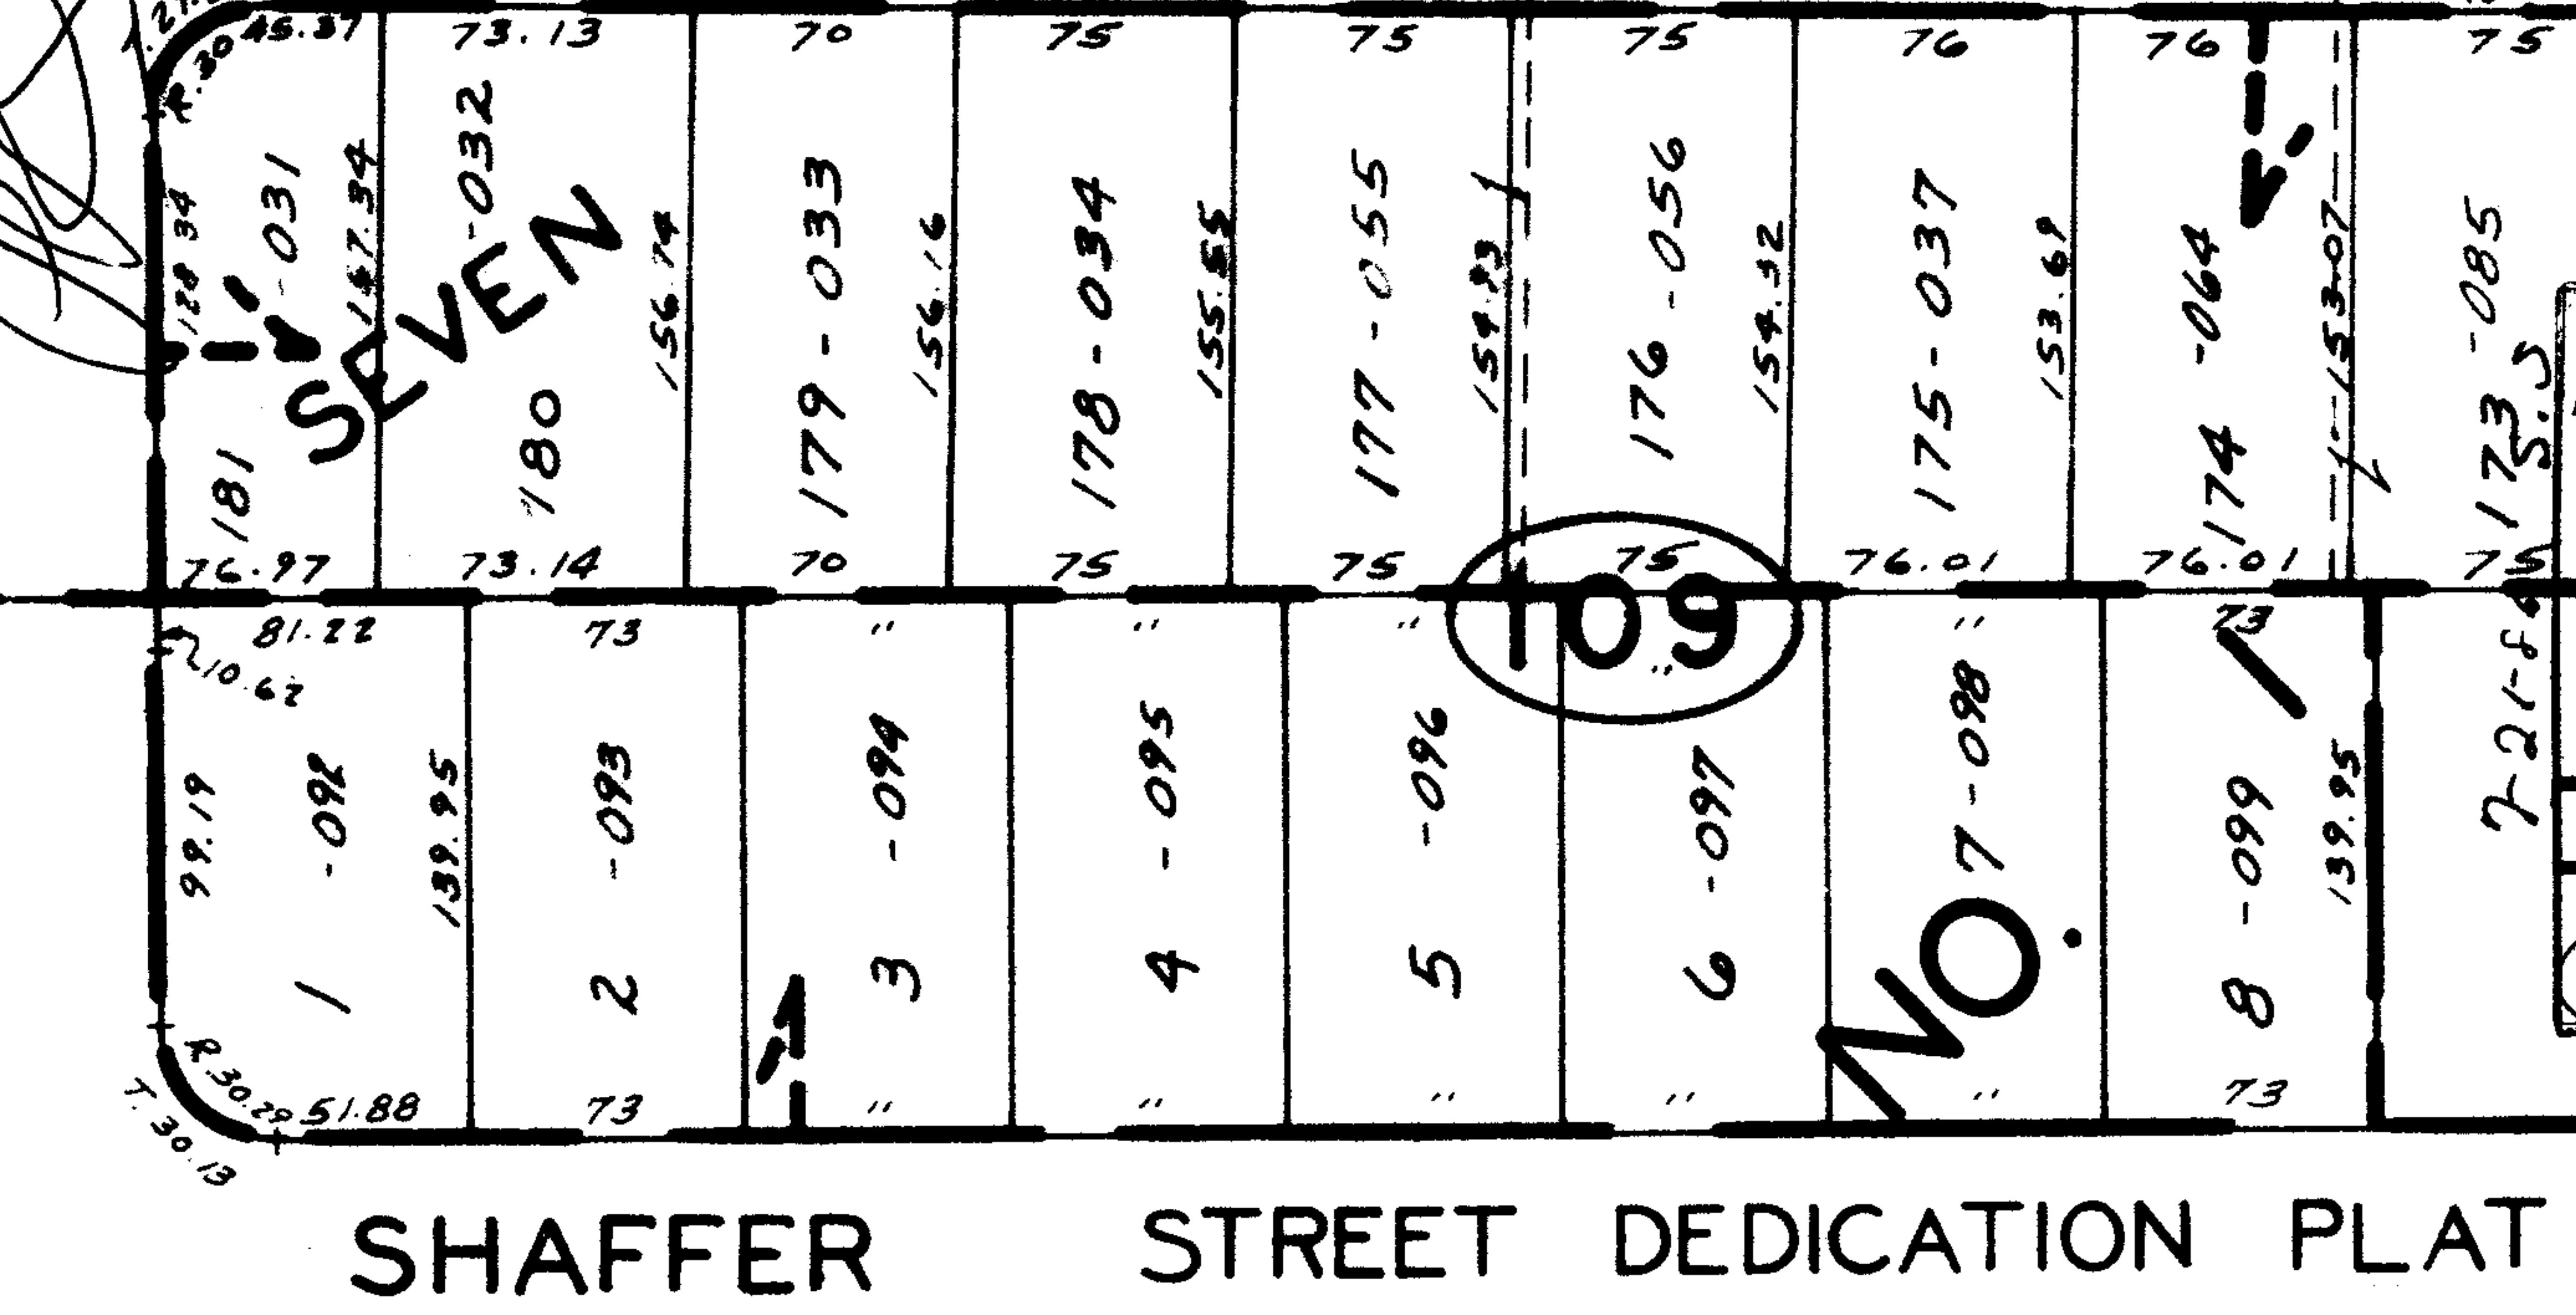 45.37 73.13 70 75 75 75 76 76 75
R.30
128.34
181 -031
157.34
180 -032
156.74
179-033
156.16
178-034
155.55
177-055
154.93
176-056
154.32
175-037
153.69
174 -064
153.07
173 -085
S.S
SEVEN
76.97 73.14 70 75 75 75 76.01 76.01 75
109
81.22 73 " " " " " 73
10.62
99.19
1 -092
139.95
2 -093
3 -094
4 -095
5 -096
6 -097
7-098
8 -099
139.95
NO.
R.30.29
T. 30.13
51.88 73 " " " " " 73
SHAFFER STREET DEDICATION PLAT